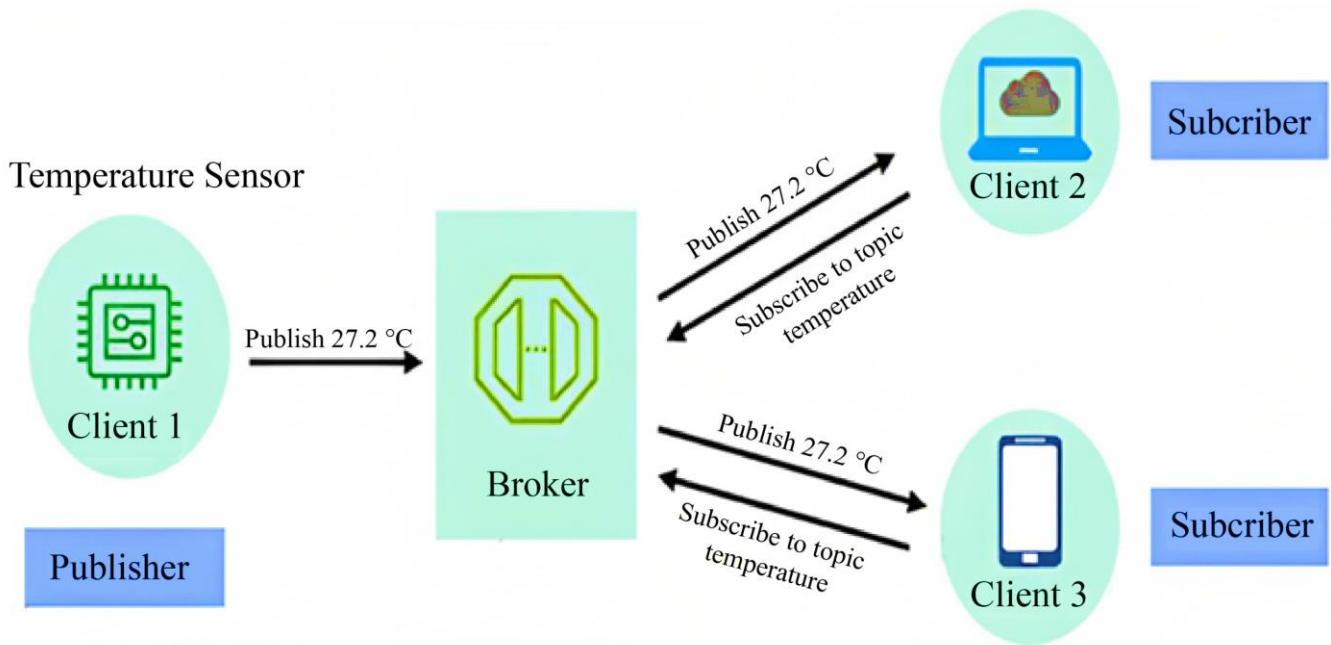 Temperature Sensor
Client 1
Publisher
Publish 27.2 °C
Broker
Publish 27.2 °C
Subscribe to topic
temperature
Client 2
Subcriber
Publish 27.2 °C
Subscribe to topic
temperature
Client 3
Subcriber